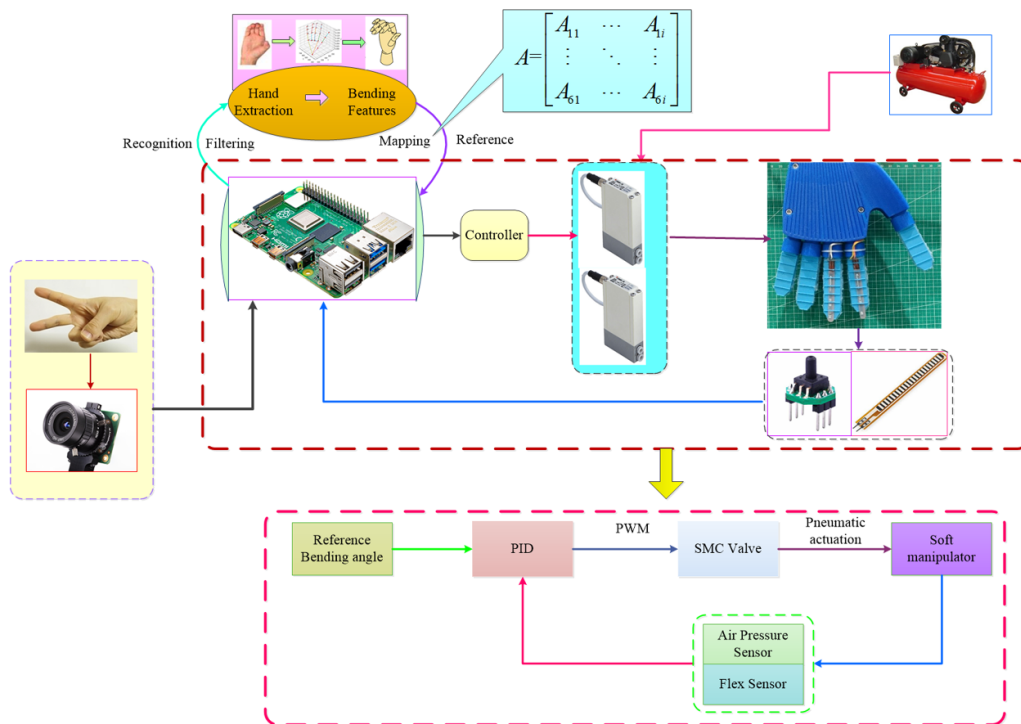 A=
A11 ⋯ A1i
⋮ ⋱ ⋮
A61 ⋯ A6i
Hand
Extraction
Bending
Features
Recognition
Filtering
Mapping
Reference
Controller
Reference
Bending angle
PID
PWM
SMC Valve
Pneumatic
actuation
Soft
manipulator
Air Pressure
Sensor
Flex Sensor